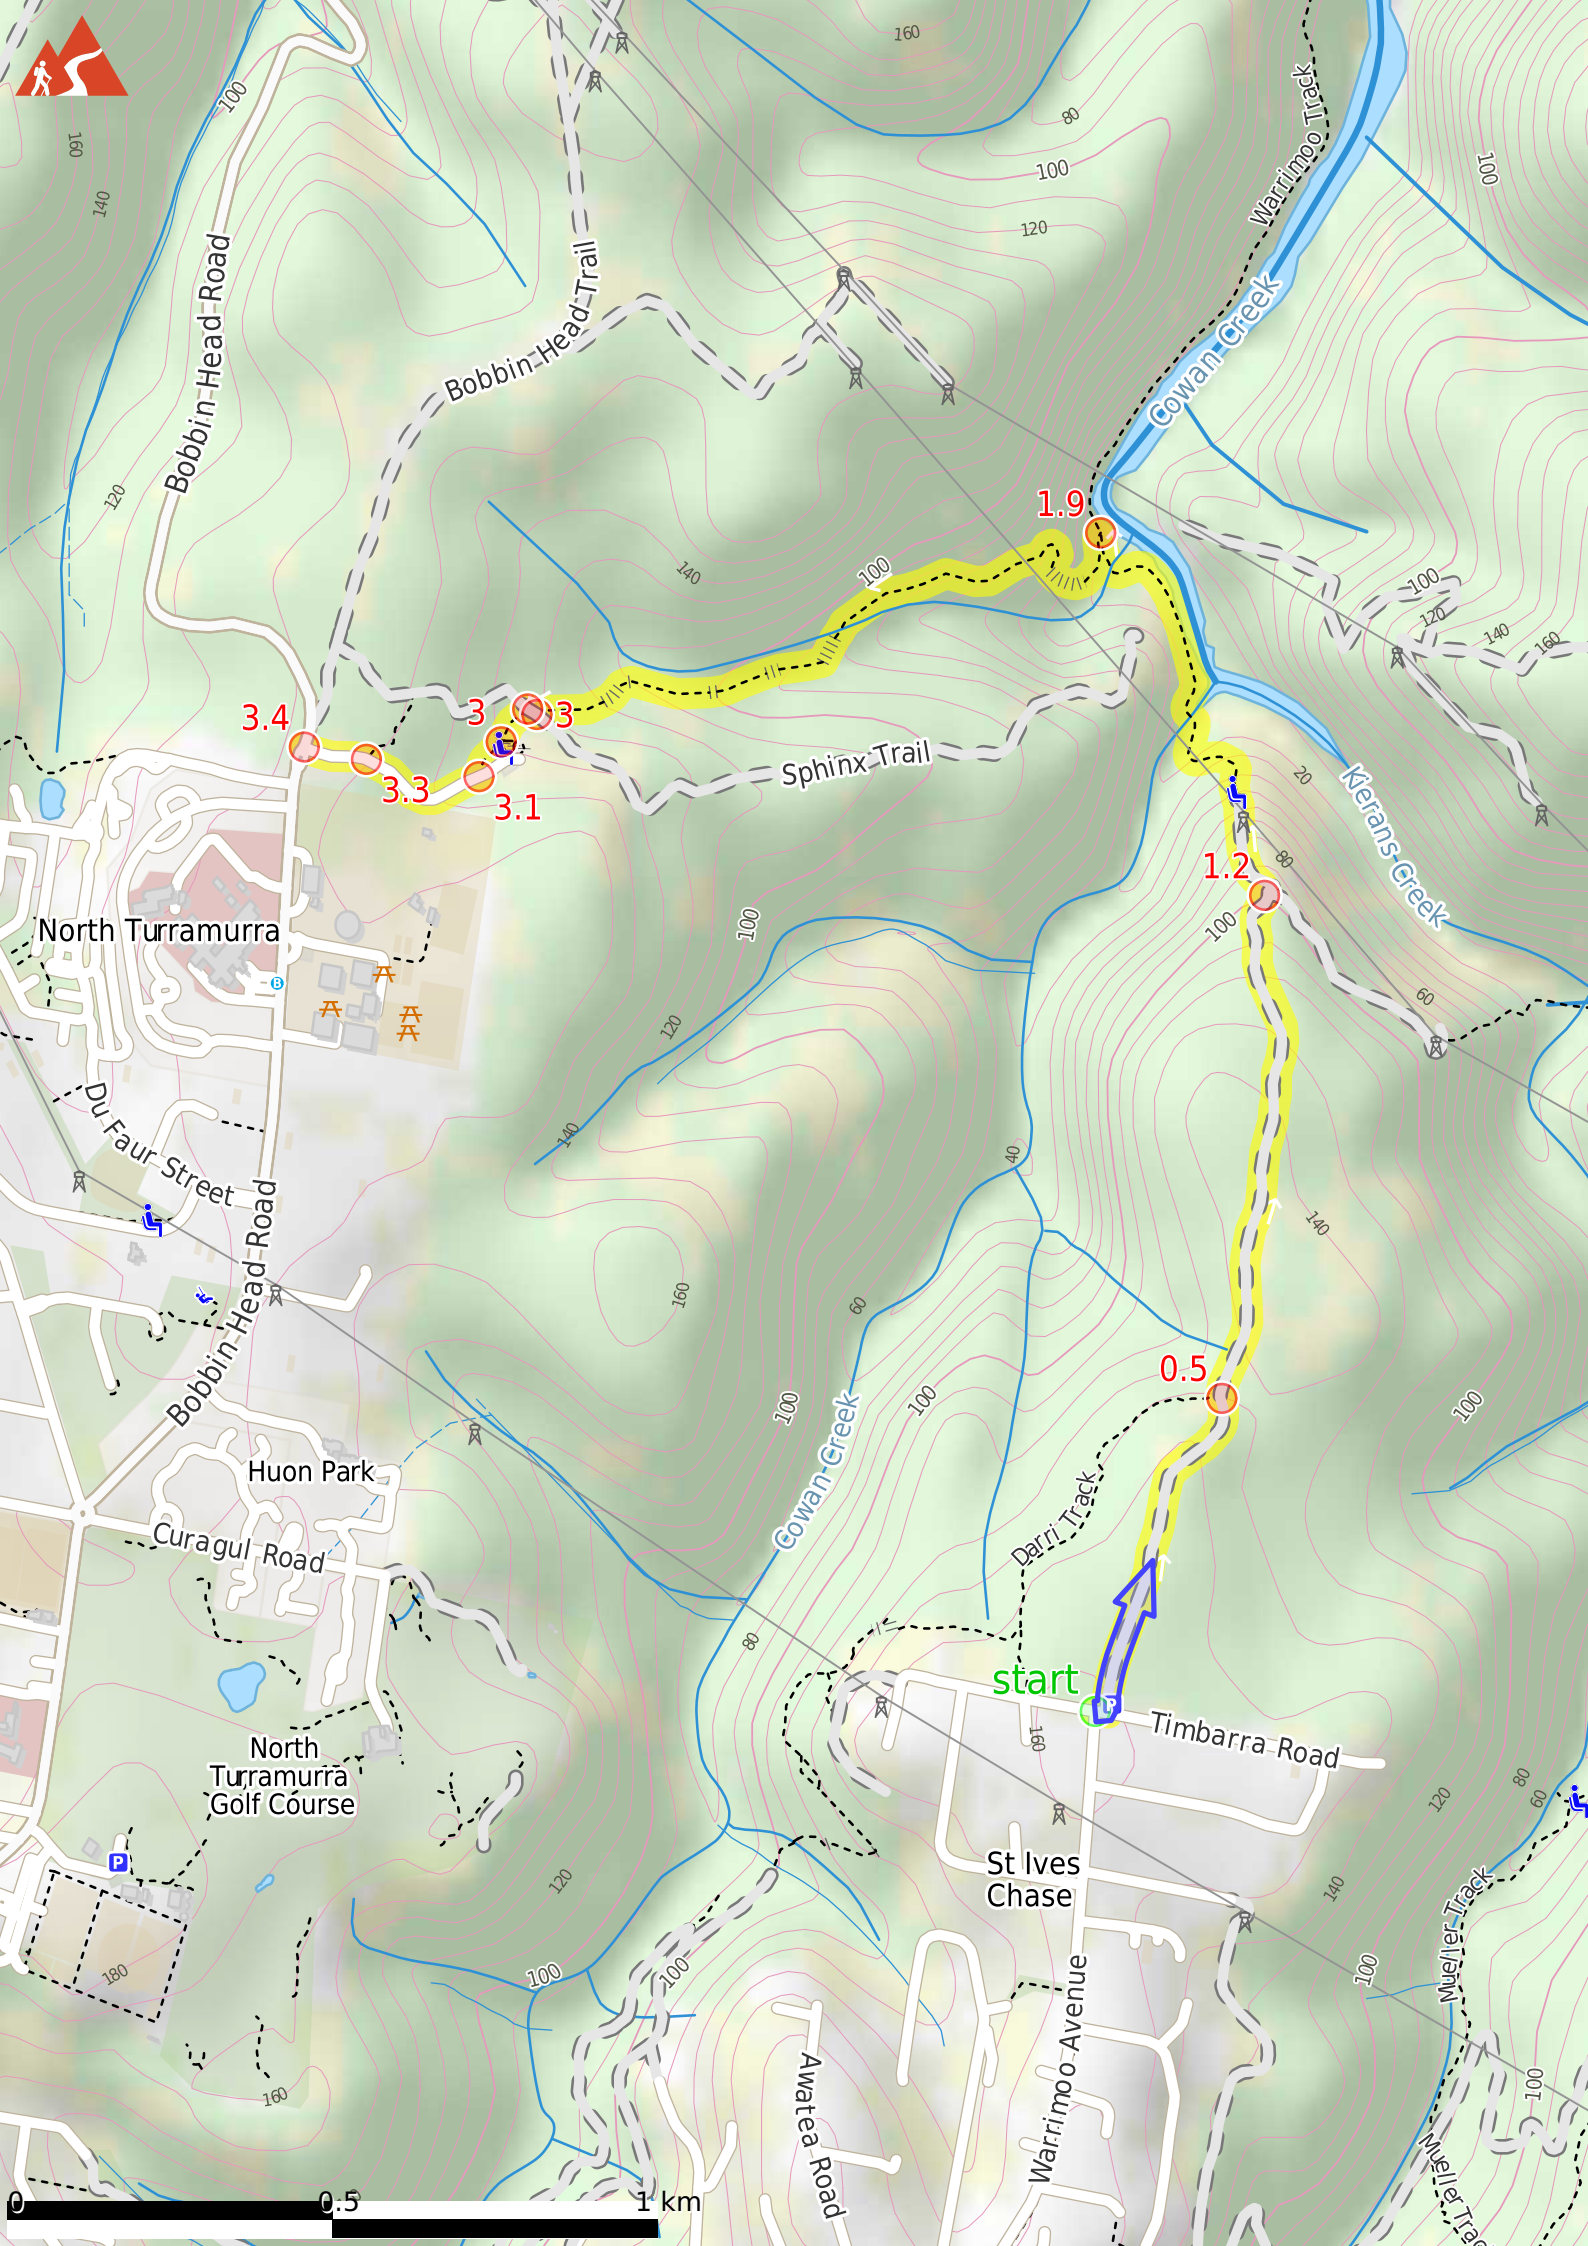 160
80
Warrimoo Track
100
160
100
100
140
120
Bobbin Head Road
Bobbin Head Trail
Cowan Creek
120
1.9
140
100
100
120
140
160
3.4
3
3
Sphinx Trail
20
Kierans Creek
3.3
3.1
80
1.2
100
100
North Turramurra
B
60
120
Du Faur Street
140
40
140
Bobbin Head Road
160
60
0.5
100
100
100
Cowan Creek
Huon Park
Darri Track
Curagul Road
80
start
P
160
Timbarra Road
North
Turramurra
Golf Course
120
80
60
P
St Ives
Chase
120
140
Mueller Track
180
100
100
100
Warrimoo Avenue
160
Awatea Road
100
Mueller Trac
0
0.5
1 km